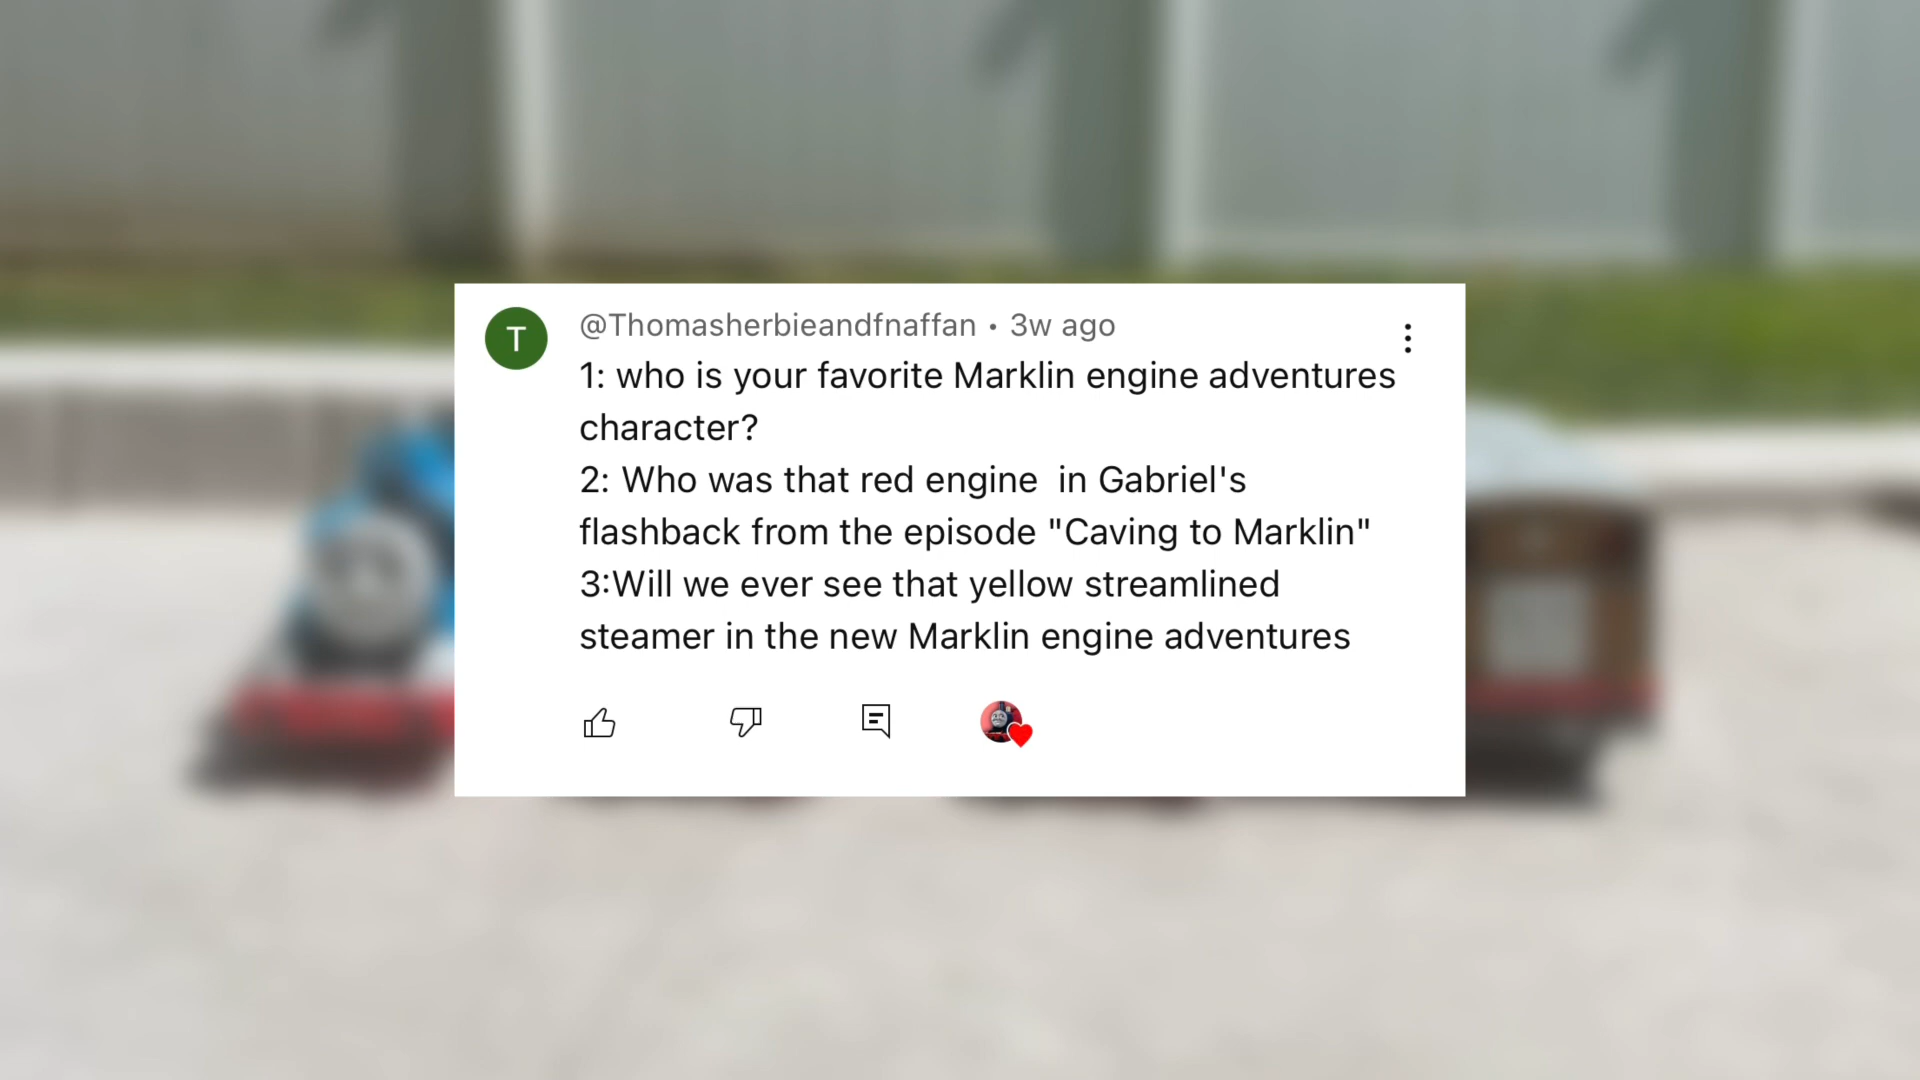 T
@Thomasherbieandfnaffan • 3w ago
1: who is your favorite Marklin engine adventures
character?
2: Who was that red engine  in Gabriel's
flashback from the episode "Caving to Marklin"
3:Will we ever see that yellow streamlined
steamer in the new Marklin engine adventures